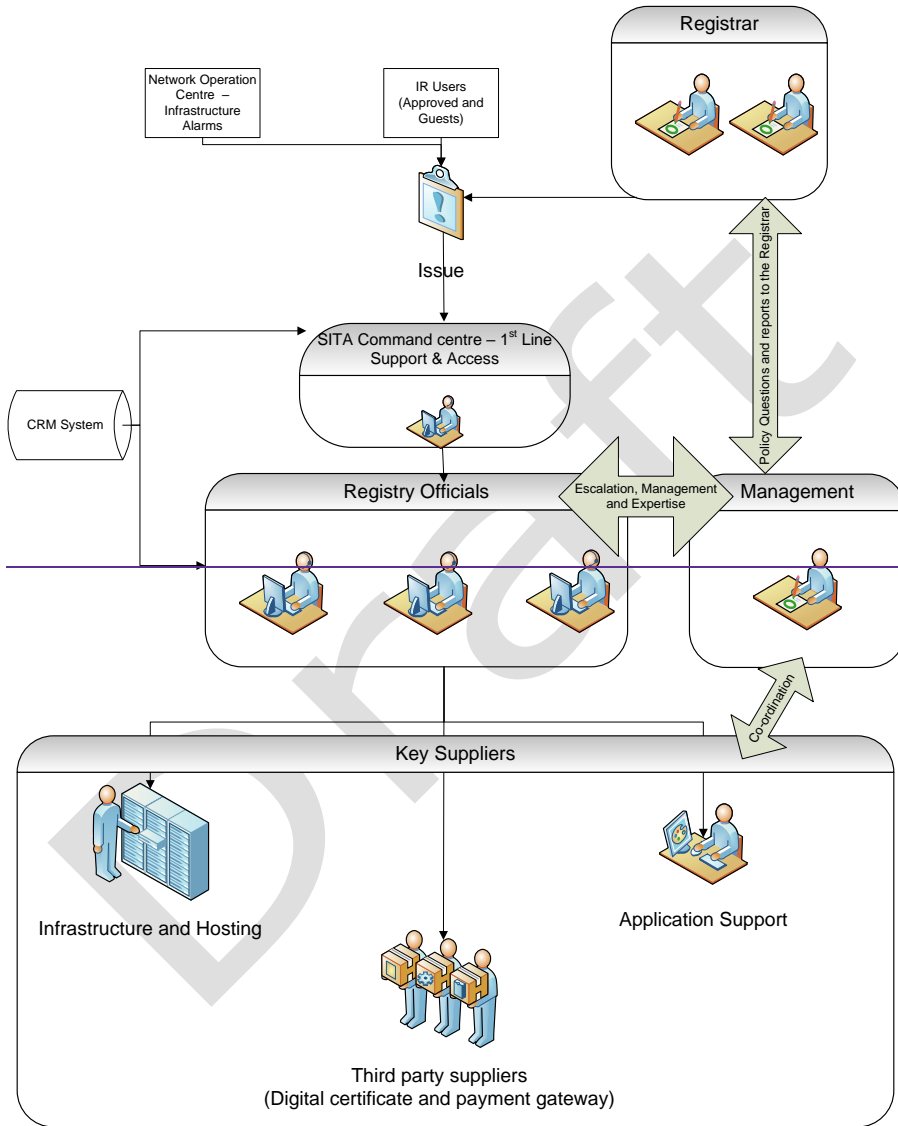 Registrar
Network Operation
Centre –
Infrastructure
Alarms
IR Users
(Approved and
Guests)
Issue
Policy Questions and reports to the Registrar
SITA Command centre – 1st Line
Support & Access
CRM System
Registry Officials
Escalation, Management
and Expertise
Management
Co-ordination
Key Suppliers
Infrastructure and Hosting
Application Support
Third party suppliers
(Digital certificate and payment gateway)
Draft